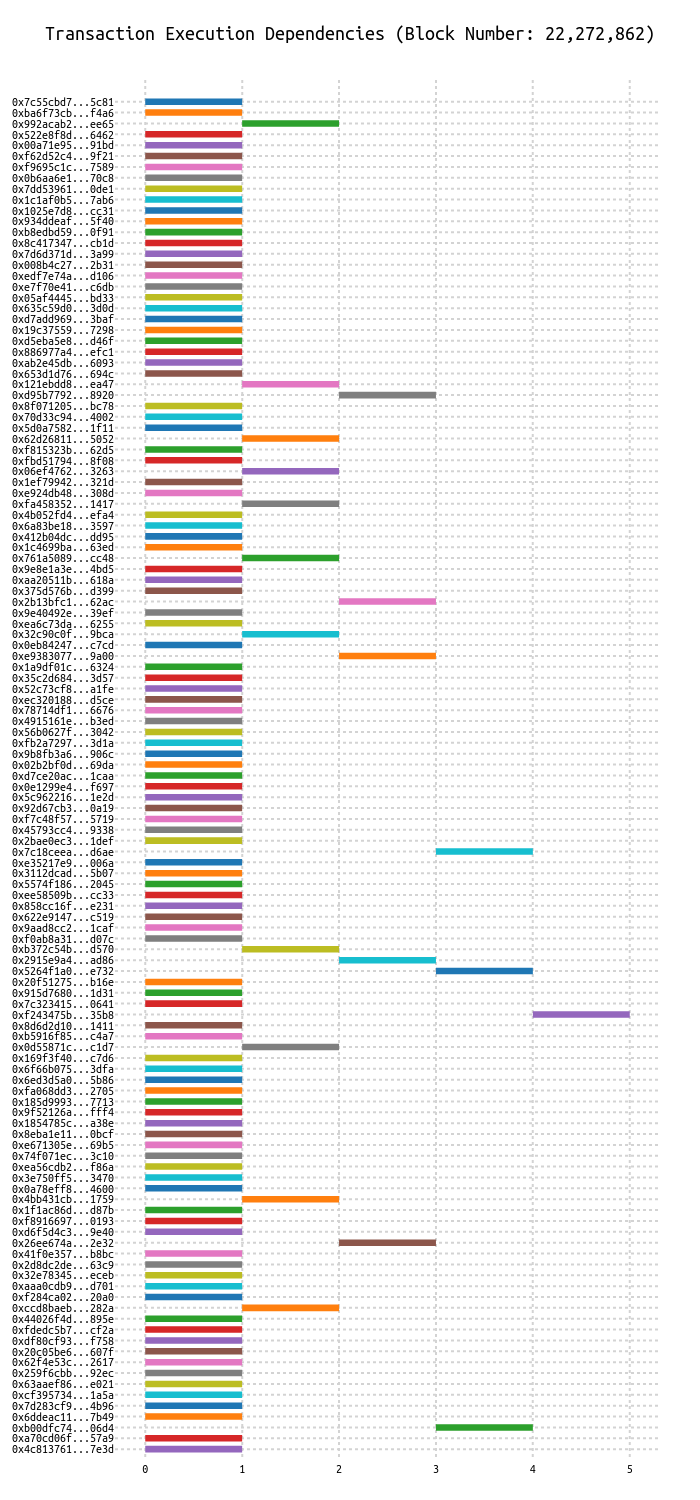 Transaction Execution Dependencies (Block Number: 22,272,862)
0x7c55cbd7...5c81
0xba6f73cb...f4a6
0x992acab2...ee65
0x522e8f8d...6462
0x00a71e95...91bd
0xf62d52c4...9f21
0xf9695c1c...7589
0x0b6aa6e1...70c8
0x7dd53961...0de1
0x1c1af0b5...7ab6
0x1025e7d8...cc31
0x934ddeaf...5f40
0xb8edbd59...0f91
0x8c417347...cb1d
0x7d6d371d...3a99
0x008b4c27...2b31
0xedf7e74a...d106
0xe7f70e41...c6db
0x05af4445...bd33
0x635c59d0...3d0d
0xd7add969...3baf
0x19c37559...7298
0xd5eba5e8...d46f
0x886977a4...efc1
0xab2e45db...6093
0x653d1d76...694c
0x121ebdd8...ea47
0xd95b7792...8920
0x8f071205...bc78
0x70d33c94...4002
0x5d0a7582...1f11
0x62d26811...5052
0xf815323b...62d5
0xfbd51794...8f08
0x06ef4762...3263
0x1ef79942...321d
0xe924db48...308d
0xfa458352...1417
0x4b052fd4...efa4
0x6a83be18...3597
0x412b04dc...dd95
0x1c4699ba...63ed
0x761a5089...cc48
0x9e8e1a3e...4bd5
0xaa20511b...618a
0x375d576b...d399
0x2b13bfc1...62ac
0x9e40492e...39ef
0xea6c73da...6255
0x32c90c0f...9bca
0x0eb84247...c7cd
0xe9383077...9a00
0x1a9df01c...6324
0x35c2d684...3d57
0x52c73cf8...a1fe
0xec320188...d5ce
0x78714df1...6676
0x4915161e...b3ed
0x56b0627f...3042
0xfb2a7297...3d1a
0x9b8fb3a6...906c
0x02b2bf0d...69da
0xd7ce20ac...1caa
0x0e1299e4...f697
0x5c962216...1e2d
0x92d67cb3...0a19
0xf7c48f57...5719
0x45793cc4...9338
0x2bae0ec3...1def
0x7c18ceea...d6ae
0xe35217e9...006a
0x3112dcad...5b07
0x5574f186...2045
0xee58509b...cc33
0x858cc16f...e231
0x622e9147...c519
0x9aad8cc2...1caf
0xf0ab8a31...d07c
0xb372c54b...d570
0x2915e9a4...ad86
0x5264f1a0...e732
0x20f51275...b16e
0x915d7680...1d31
0x7c323415...0641
0xf243475b...35b8
0x8d6d2d10...1411
0xb5916f85...c4a7
0x0d55871c...c1d7
0x169f3f40...c7d6
0x6f66b075...3dfa
0x6ed3d5a0...5b86
0xfa068dd3...2705
0x185d9993...7713
0x9f52126a...fff4
0x1854785c...a38e
0x8eba1e11...0bcf
0xe671305e...69b5
0x74f071ec...3c10
0xea56cdb2...f86a
0x3e750ff5...3470
0x0a78eff8...4600
0x4bb431cb...1759
0x1f1ac86d...d87b
0xf8916697...0193
0xd6f5d4c3...9e40
0x26ee674a...2e32
0x41f0e357...b8bc
0x2d8dc2de...63c9
0x32e78345...eceb
0xaaa0cdb9...d701
0xf284ca02...20a0
0xccd8baeb...282a
0x44026f4d...895e
0xfdedc5b7...cf2a
0xdf80cf93...f758
0x20c05be6...607f
0x62f4e53c...2617
0x259f6cbb...92ec
0x63aaef86...e021
0xcf395734...1a5a
0x7d283cf9...4b96
0x6ddeac11...7b49
0xb00dfc74...06d4
0xa70cd06f...57a9
0x4c813761...7e3d
0 1 2 3 4 5